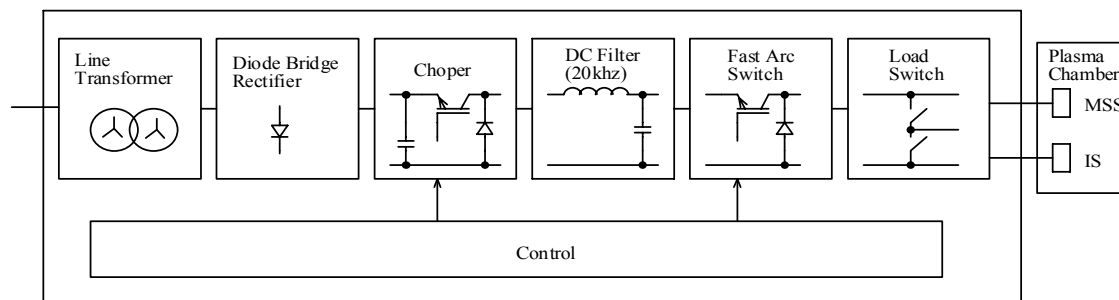 Line
Transformer
Diode Bridge
Rectifier
Choper
DC Filter
(20khz)
Fast Arc
Switch
Load
Switch
Plasma
Chamber
MSS
IS
Control